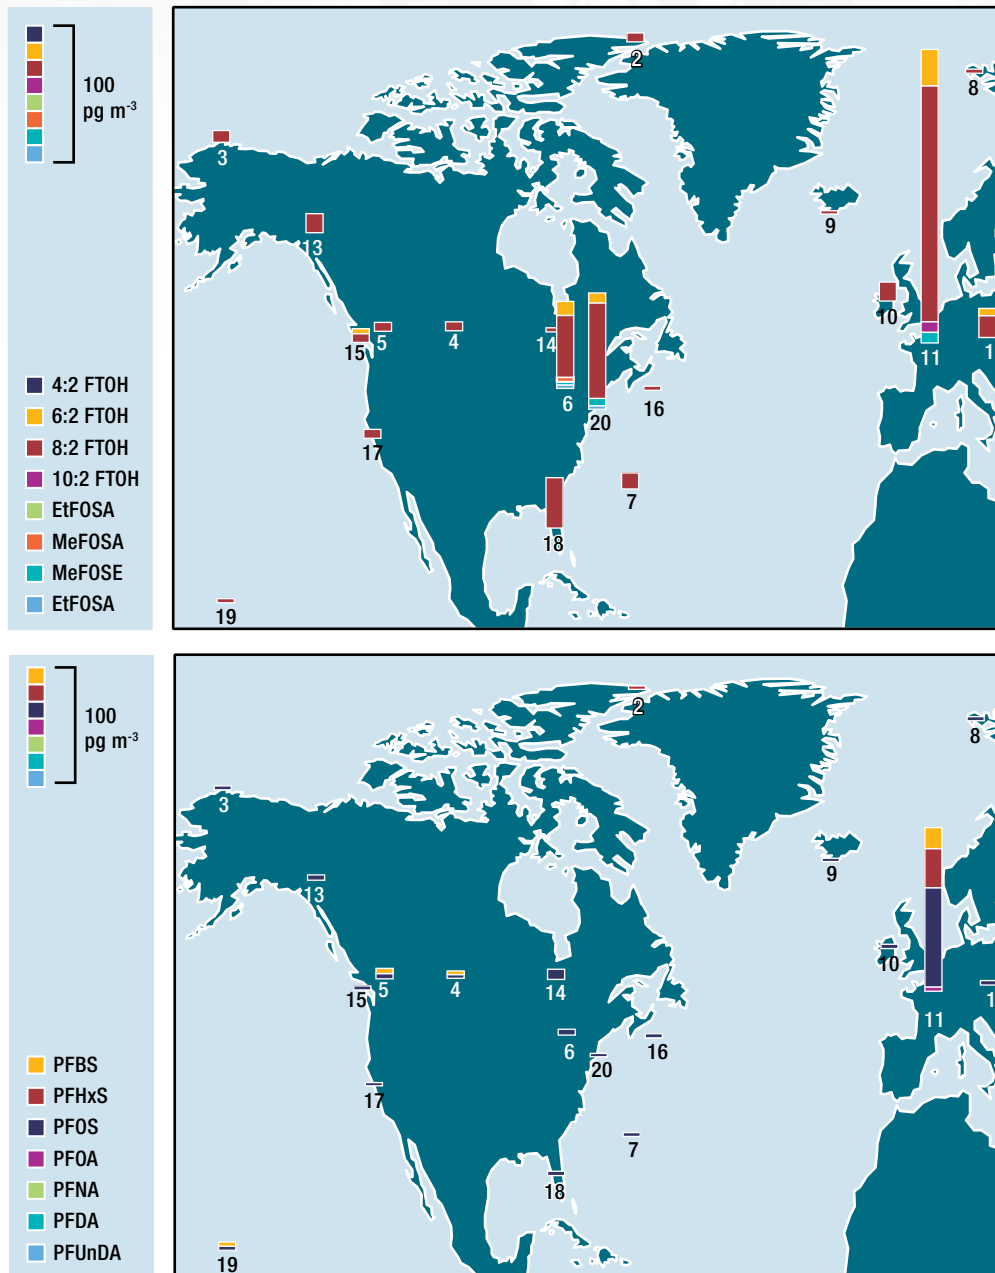 100
pg m⁻³
4:2 FTOH
6:2 FTOH
8:2 FTOH
10:2 FTOH
EtFOSA
MeFOSA
MeFOSE
EtFOSA
2
8
3
9
13
10
15
5
4
14
11
1
6
20
16
17
7
18
19
100
pg m⁻³
PFBS
PFHxS
PFOS
PFOA
PFNA
PFDA
PFUnDA
2
8
3
9
13
10
15
5
4
14
11
1
6
20
16
17
7
18
19